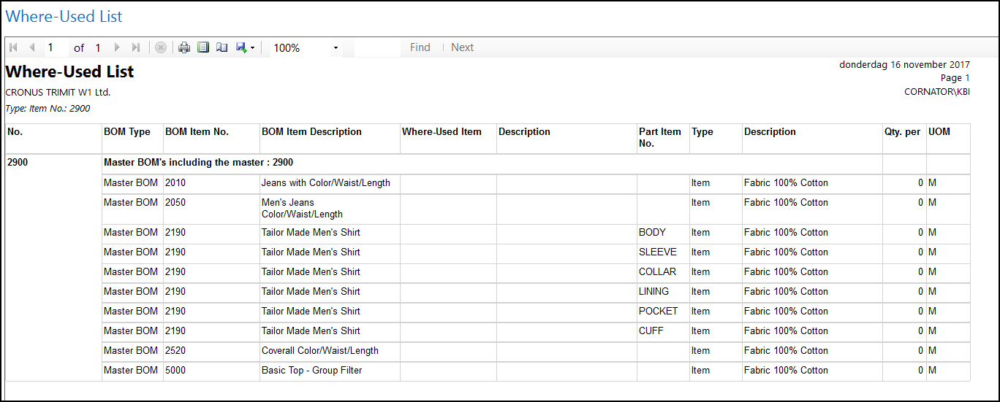 Where-Used List
1 of 1 100% Find Next
Where-Used List
donderdag 16 november 2017
Page 1
CRONUS TRIMIT W1 Ltd.
CORNATOR\KBI
Type: Item No.: 2900
No. BOM Type BOM Item No. BOM Item Description Where-Used Item Description Part Item No. Type Description Qty. per UOM
2900 Master BOM's including the master : 2900
Master BOM 2010 Jeans with Color/Waist/Length Item Fabric 100% Cotton 0 M
Master BOM 2050 Men's Jeans Color/Waist/Length Item Fabric 100% Cotton 0 M
Master BOM 2190 Tailor Made Men's Shirt BODY Item Fabric 100% Cotton 0 M
Master BOM 2190 Tailor Made Men's Shirt SLEEVE Item Fabric 100% Cotton 0 M
Master BOM 2190 Tailor Made Men's Shirt COLLAR Item Fabric 100% Cotton 0 M
Master BOM 2190 Tailor Made Men's Shirt LINING Item Fabric 100% Cotton 0 M
Master BOM 2190 Tailor Made Men's Shirt POCKET Item Fabric 100% Cotton 0 M
Master BOM 2190 Tailor Made Men's Shirt CUFF Item Fabric 100% Cotton 0 M
Master BOM 2520 Coverall Color/Waist/Length Item Fabric 100% Cotton 0 M
Master BOM 5000 Basic Top - Group Filter Item Fabric 100% Cotton 0 M